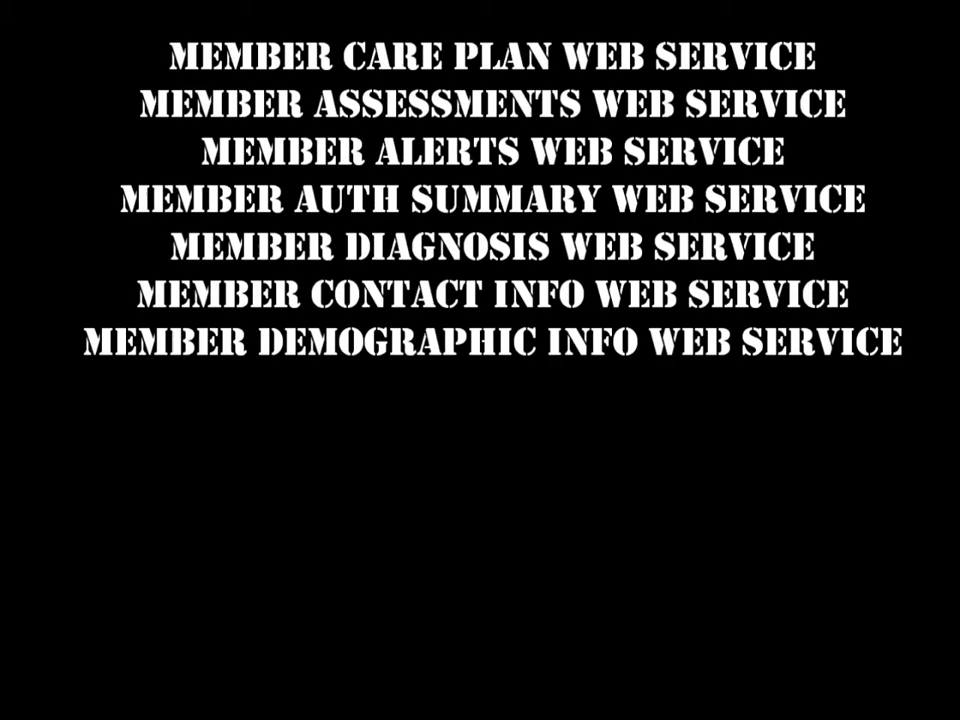 MEMBER CARE PLAN WEB SERVICE
MEMBER ASSESSMENTS WEB SERVICE
MEMBER ALERTS WEB SERVICE
MEMBER AUTH SUMMARY WEB SERVICE
MEMBER DIAGNOSIS WEB SERVICE
MEMBER CONTACT INFO WEB SERVICE
MEMBER DEMOGRAPHIC INFO WEB SERVICE